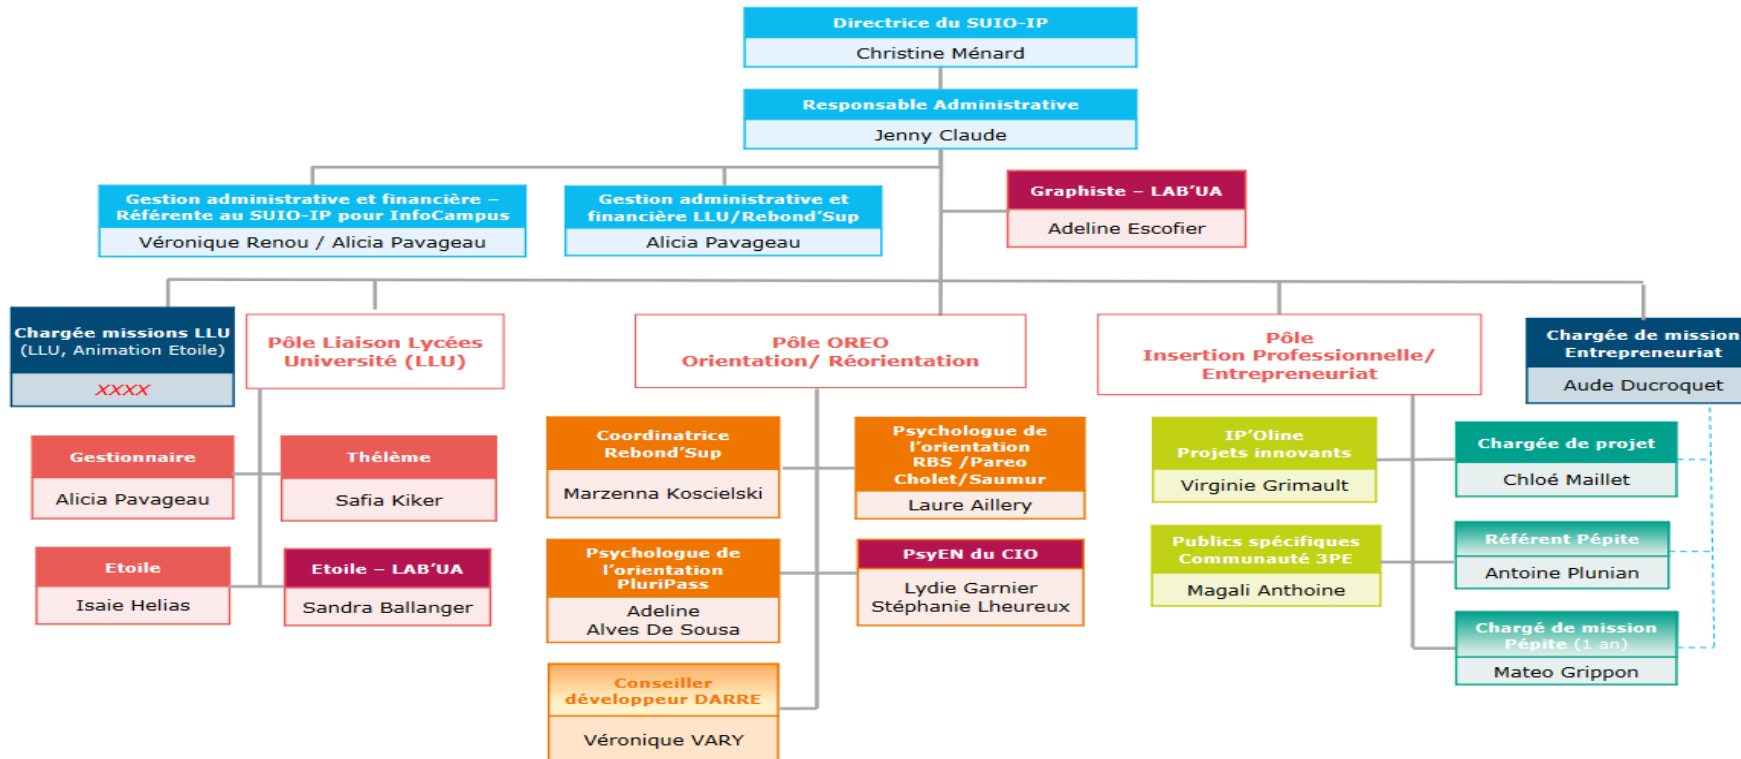 Directrice du SUIO-IP
Christine Ménard
Responsable Administrative
Jenny Claude
Gestion administrative et financière –
Référente au SUIO-IP pour InfoCampus
Véronique Renou / Alicia Pavageau
Gestion administrative et
financière LLU/Rebond'Sup
Alicia Pavageau
Graphiste – LAB'UA
Adeline Escofier
Chargée missions LLU
(LLU, Animation Etoile)
XXXX
Pôle Liaison Lycées
Université (LLU)
Pôle OREO
Orientation/ Réorientation
Pôle
Insertion Professionnelle/
Entrepreneuriat
Chargée de mission
Entrepreneuriat
Aude Ducroquet
Gestionnaire
Alicia Pavageau
Thélème
Safia Kiker
Etoile
Isaie Helias
Etoile – LAB'UA
Sandra Ballanger
Coordinatrice
Rebond'Sup
Marzenna Koscielski
Psychologue de
l'orientation
RBS /Pareo
Cholet/Saumur
Laure Aillery
Psychologue de
l'orientation
PluriPass
Adeline
Alves De Sousa
PsyEN du CIO
Lydie Garnier
Stéphanie Lheureux
Conseiller
développeur DARRE
Véronique VARY
IP'Oline
Projets innovants
Virginie Grimault
Chargée de projet
Chloé Maillet
Publics spécifiques
Communauté 3PE
Magali Anthoine
Référent Pépite
Antoine Plunian
Chargé de mission
Pépite (1 an)
Mateo Grippon